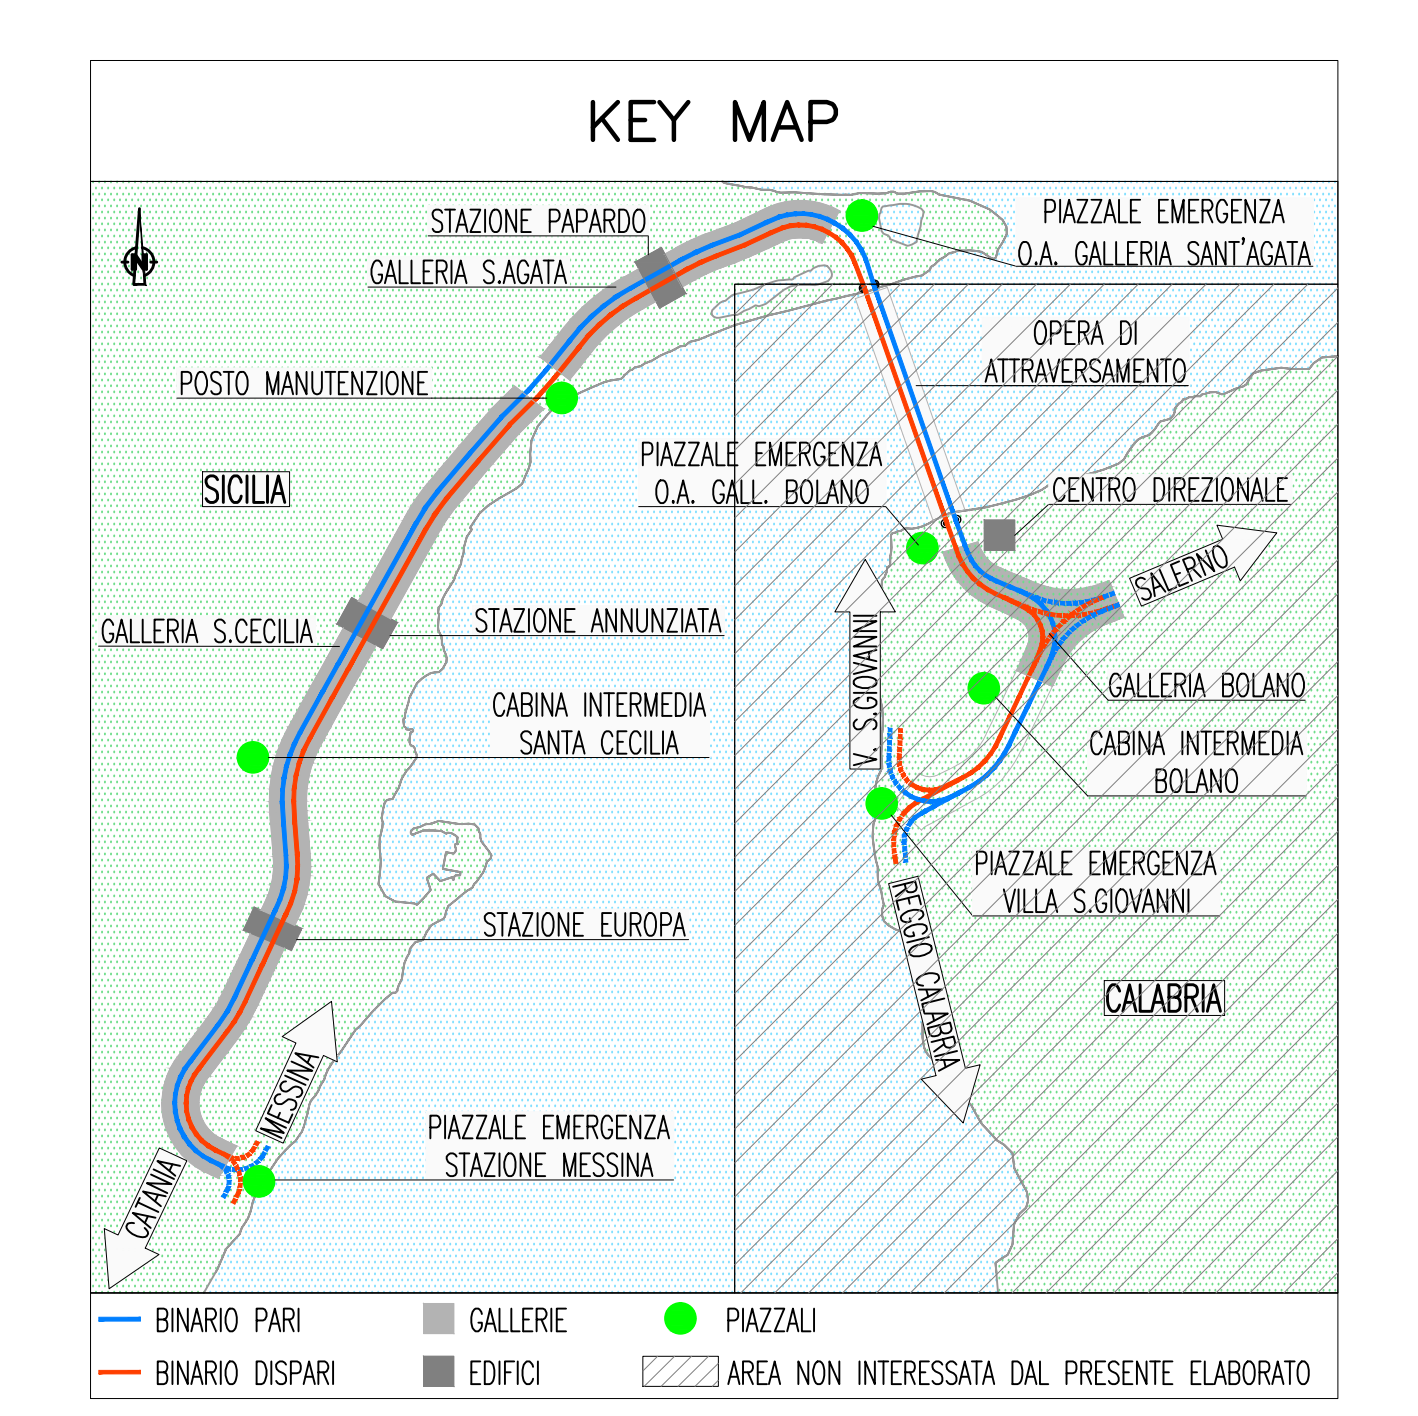 KEY MAP
N
STAZIONE PAPARDO
GALLERIA S.AGATA
PIAZZALE EMERGENZA
O.A. GALLERIA SANT'AGATA
OPERA DI
ATTRAVERSAMENTO
POSTO MANUTENZIONE
SICILIA
PIAZZALE EMERGENZA
O.A. GALL. BOLANO
CENTRO DIREZIONALE
SALERNO
GALLERIA S.CECILIA
STAZIONE ANNUNZIATA
V. S.GIOVANNI
GALLERIA BOLANO
CABINA INTERMEDIA
SANTA CECILIA
CABINA INTERMEDIA
BOLANO
PIAZZALE EMERGENZA
VILLA S.GIOVANNI
STAZIONE EUROPA
REGGIO CALABRIA
CALABRIA
MESSINA
PIAZZALE EMERGENZA
STAZIONE MESSINA
CATANIA
BINARIO PARI
GALLERIE
PIAZZALI
BINARIO DISPARI
EDIFICI
AREA NON INTERESSATA DAL PRESENTE ELABORATO